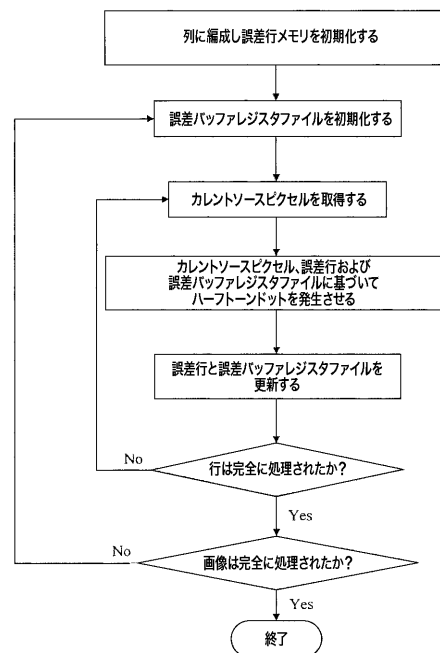 列に編成し誤差行メモリを初期化する
誤差バッファレジスタファイルを初期化する
カレントソースピクセルを取得する
カレントソースピクセル、誤差行および
誤差バッファレジスタファイルに基づいて
ハーフトーンドットを発生させる
誤差行と誤差バッファレジスタファイルを
更新する
No
行は完全に処理されたか?
Yes
No
画像は完全に処理されたか?
Yes
終了